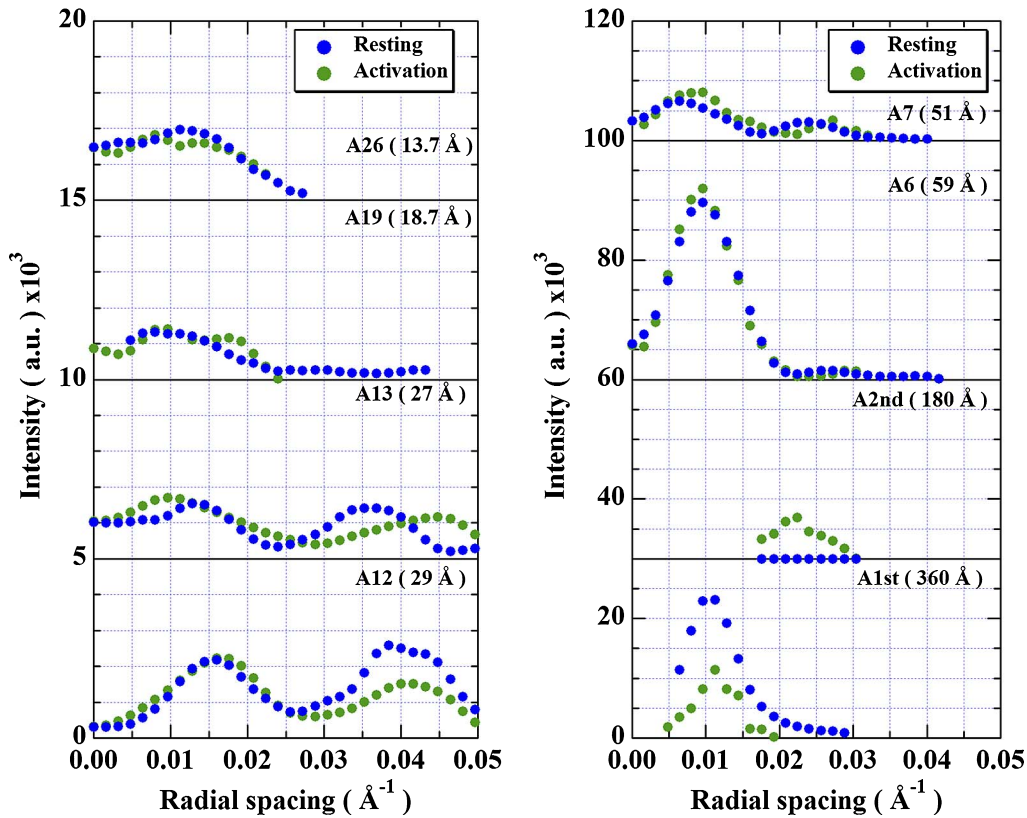 20
15
10
5
0
Intensity ( a.u. ) x10³
Resting
Activation
A26 ( 13.7 Å )
A19 ( 18.7 Å )
A13 ( 27 Å )
A12 ( 29 Å )
0.00 0.01 0.02 0.03 0.04 0.05
Radial spacing ( Å⁻¹ )
120
100
80
60
40
20
0
Intensity ( a.u. ) x10³
Resting
Activation
A7 ( 51 Å )
A6 ( 59 Å )
A2nd ( 180 Å )
A1st ( 360 Å )
0.00 0.01 0.02 0.03 0.04 0.05
Radial spacing ( Å⁻¹ )